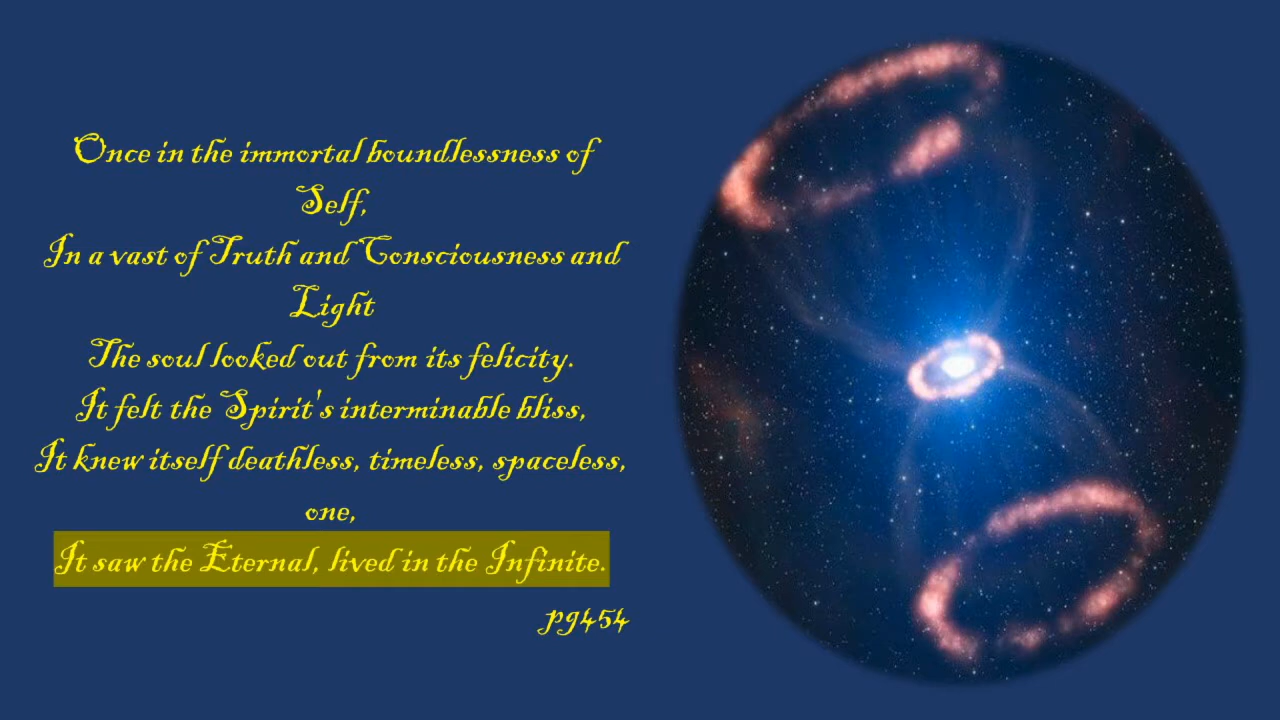 Once in the immortal boundlessness of
Self,
In a vast of Truth and Consciousness and
Light
The soul looked out from its felicity.
It felt the Spirit's interminable bliss,
It knew itself deathless, timeless, spaceless,
one,
It saw the Eternal, lived in the Infinite.
pg454